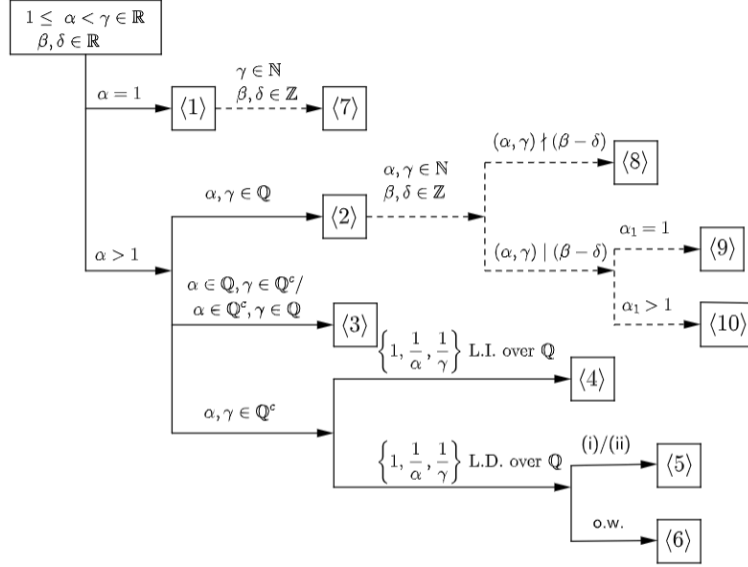 1 ≤ α < γ ∈ ℝ
β, δ ∈ ℝ
α = 1
⟨1⟩
γ ∈ ℕ
β, δ ∈ ℤ
⟨7⟩
α > 1
α, γ ∈ ℚ
⟨2⟩
α, γ ∈ ℕ
β, δ ∈ ℤ
(α, γ) ∤ (β − δ)
⟨8⟩
(α, γ) | (β − δ)
α₁ = 1
⟨9⟩
α₁ > 1
⟨10⟩
α ∈ ℚ, γ ∈ ℚᶜ/
α ∈ ℚᶜ, γ ∈ ℚ
⟨3⟩
α, γ ∈ ℚᶜ
{1, 1/α, 1/γ} L.I. over ℚ
⟨4⟩
{1, 1/α, 1/γ} L.D. over ℚ
(i)/(ii)
⟨5⟩
o.w.
⟨6⟩